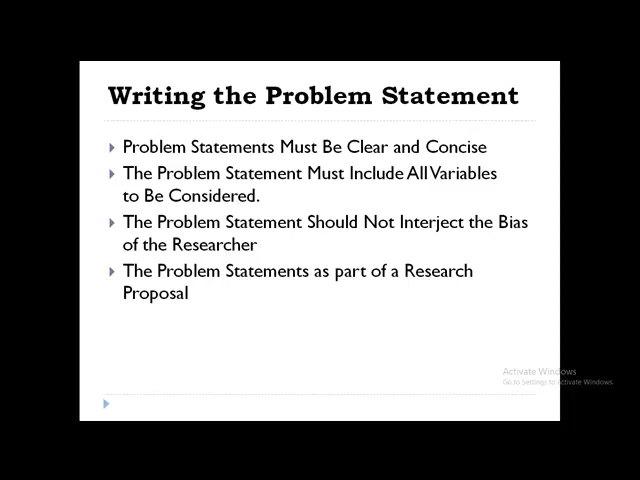 Writing the Problem Statement
Problem Statements Must Be Clear and Concise
The Problem Statement Must Include All Variables
to Be Considered.
The Problem Statement Should Not Interject the Bias
of the Researcher
The Problem Statements as part of a Research
Proposal
Activate Windows
Go to Settings to activate Windows.